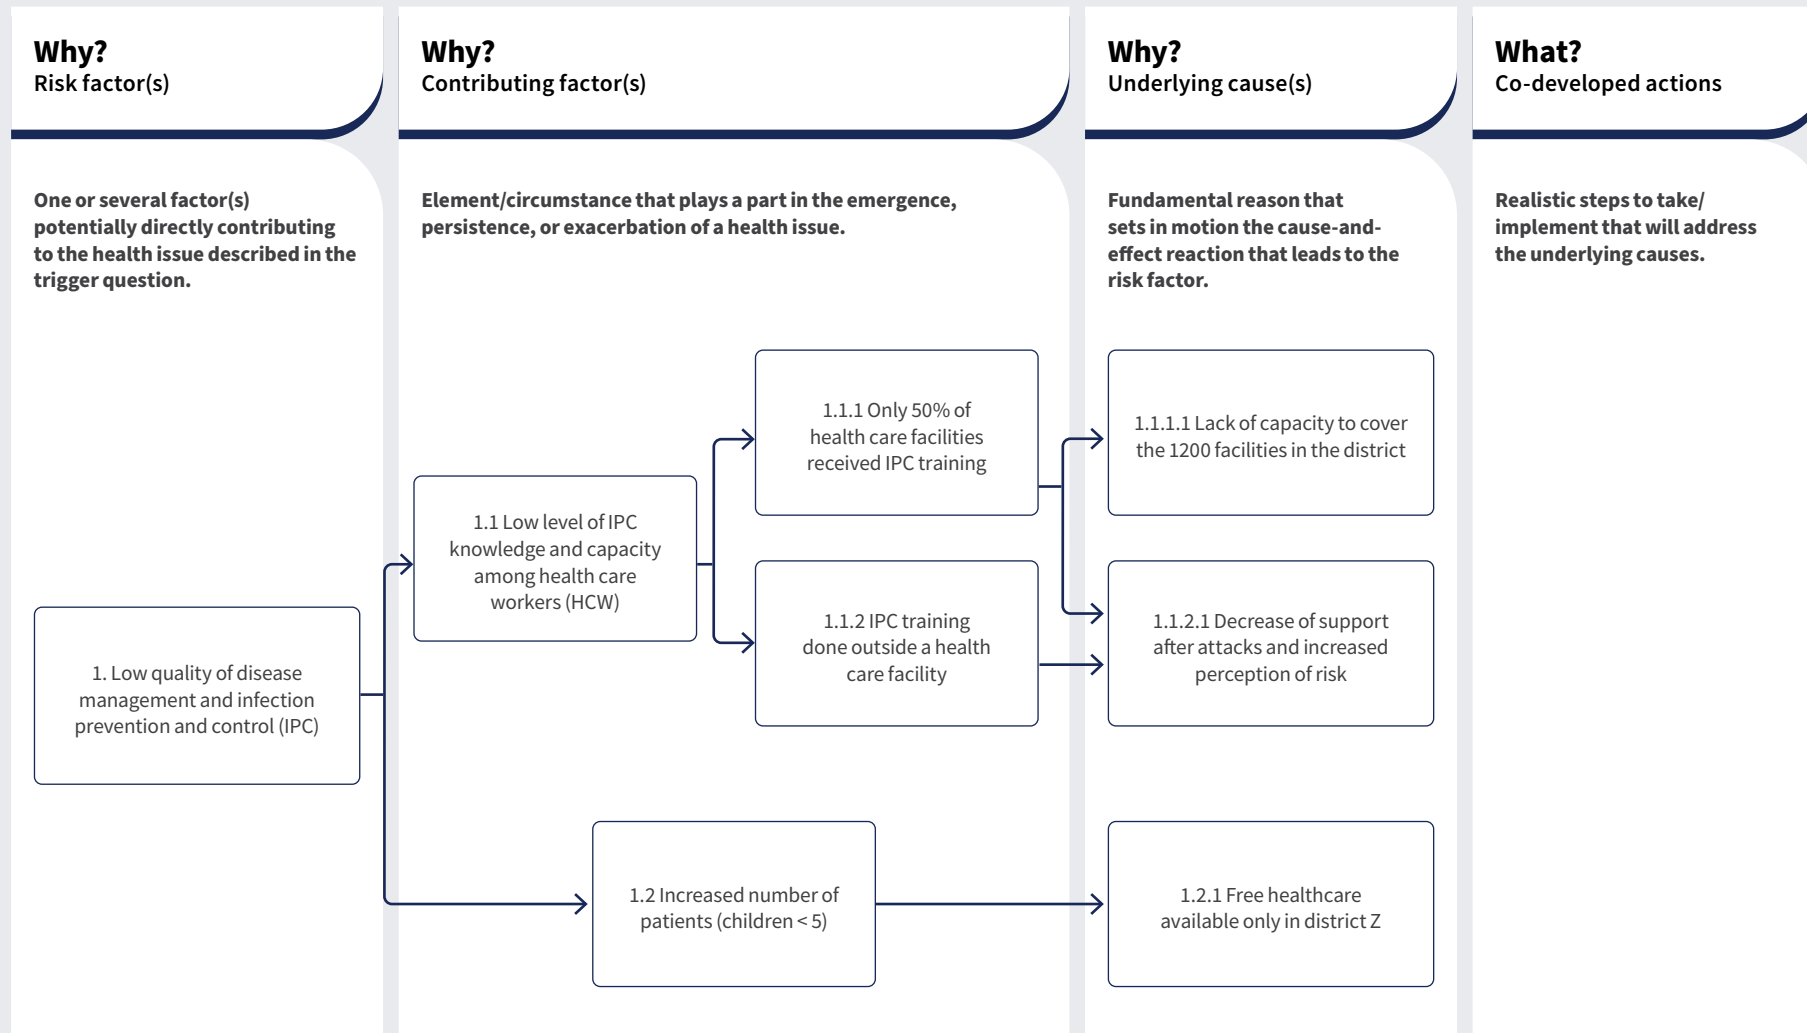 Why?
Risk factor(s)
One or several factor(s)
potentially directly contributing
to the health issue described in the
trigger question.
1. Low quality of disease
management and infection
prevention and control (IPC)
Why?
Contributing factor(s)
Element/circumstance that plays a part in the emergence,
persistence, or exacerbation of a health issue.
1.1 Low level of IPC
knowledge and capacity
among health care
workers (HCW)
1.1.1 Only 50% of
health care facilities
received IPC training
1.1.2 IPC training
done outside a health
care facility
1.2 Increased number of
patients (children < 5)
Why?
Underlying cause(s)
Fundamental reason that
sets in motion the cause-and-
effect reaction that leads to the
risk factor.
1.1.1.1 Lack of capacity to cover
the 1200 facilities in the district
1.1.2.1 Decrease of support
after attacks and increased
perception of risk
1.2.1 Free healthcare
available only in district Z
What?
Co-developed actions
Realistic steps to take/
implement that will address
the underlying causes.